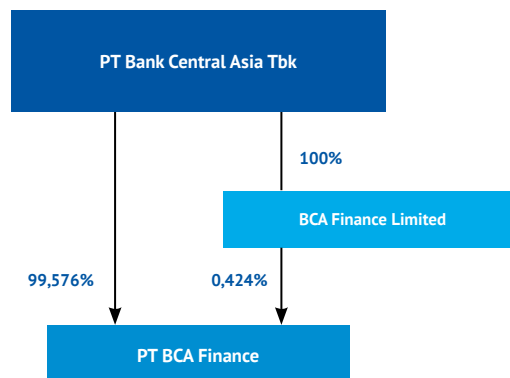 PT Bank Central Asia Tbk
100%
BCA Finance Limited
99,576%
0,424%
PT BCA Finance